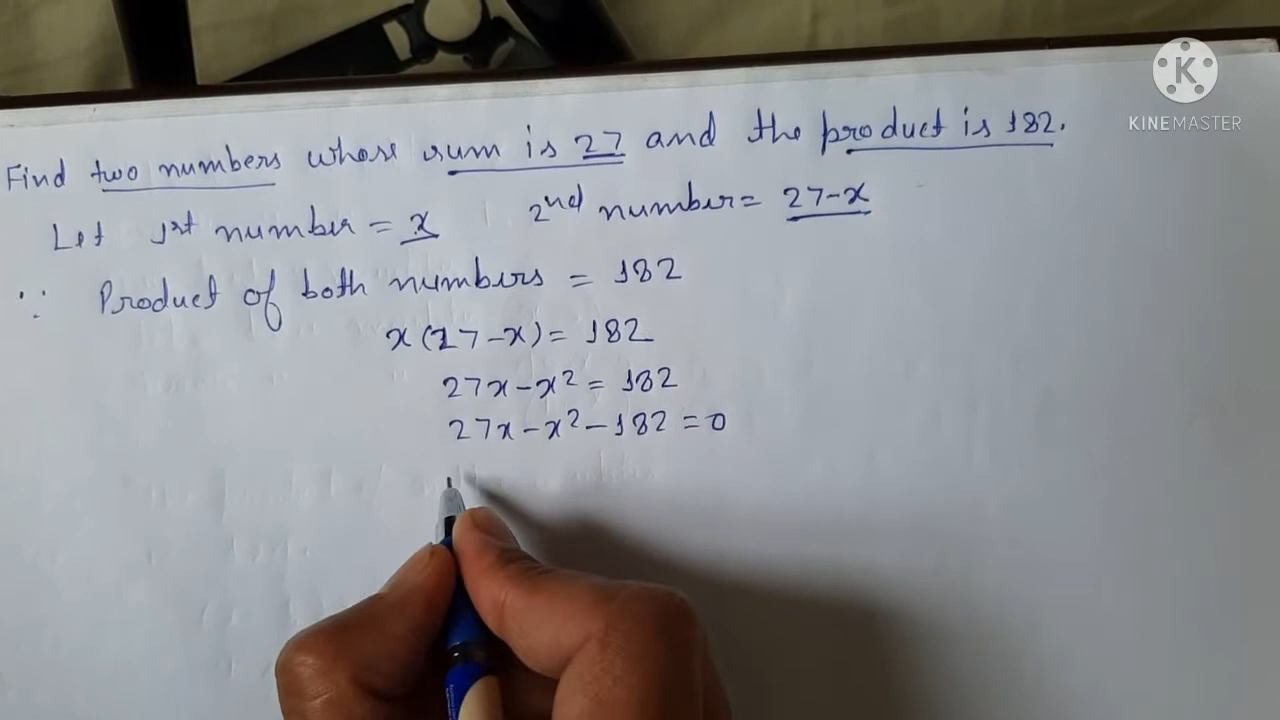 KINEMASTER
Find two numbers whose sum is 27 and the product is 182.
Let 1st number = x 2nd number = 27-x
∵ Product of both numbers = 182
x(27-x) = 182
27x-x² = 182
27x-x²-182 = 0